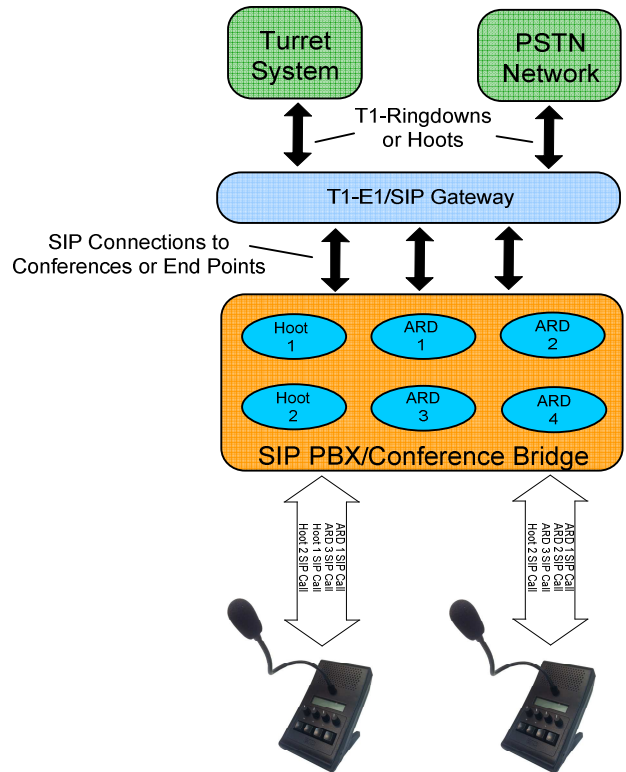 Turret
System
PSTN
Network
T1-Ringdowns
or Hoots
T1-E1/SIP Gateway
SIP Connections to
Conferences or End Points
Hoot
1
ARD
1
ARD
2
Hoot
2
ARD
3
ARD
4
SIP PBX/Conference Bridge
ARD 1 SIP Call
ARD 3 SIP Call
Hoot 1 SIP Call
Hoot 2 SIP Call
ARD 1 SIP Call
ARD 2 SIP Call
ARD 3 SIP Call
Hoot 2 SIP Call